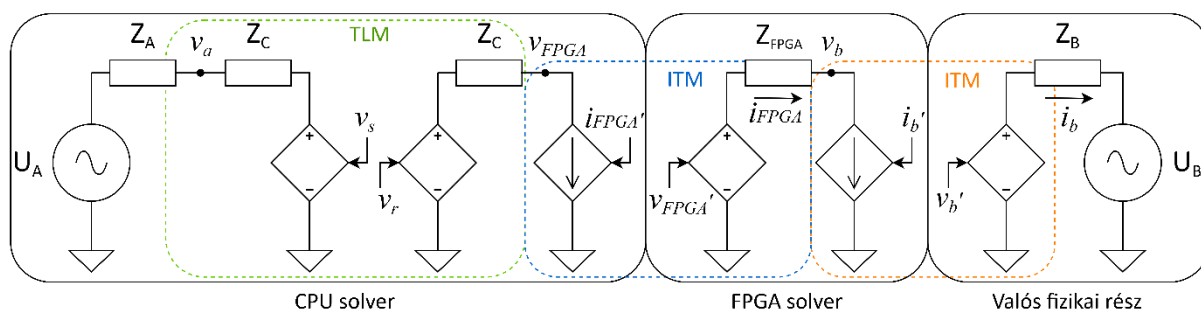 Z_A
v_a
Z_C
TLM
Z_C
v_FPGA
ITM
Z_FPGA
v_b
ITM
Z_B
U_A
v_s
v_r
i_FPGA'
i_FPGA
v_FPGA'
i_b'
i_b
v_b'
U_B
+
−
+
−
+
−
+
−
CPU solver
FPGA solver
Valós fizikai rész